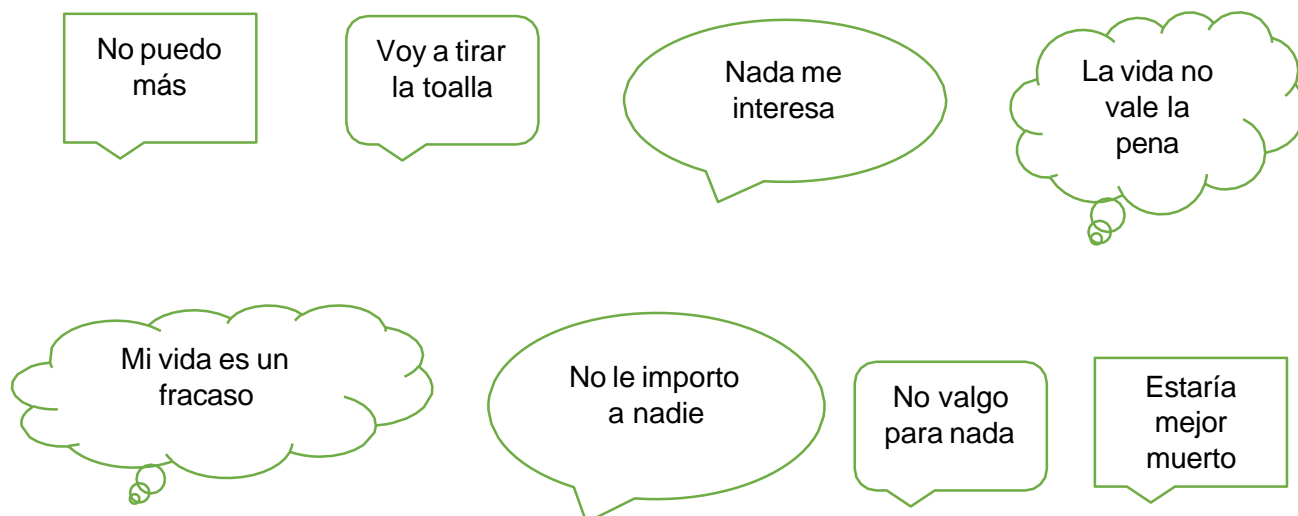 No puedo
más
Voy a tirar
la toalla
Nada me
interesa
La vida no
vale la
pena
Mi vida es un
fracaso
No le importo
a nadie
No valgo
para nada
Estaría
mejor
muerto